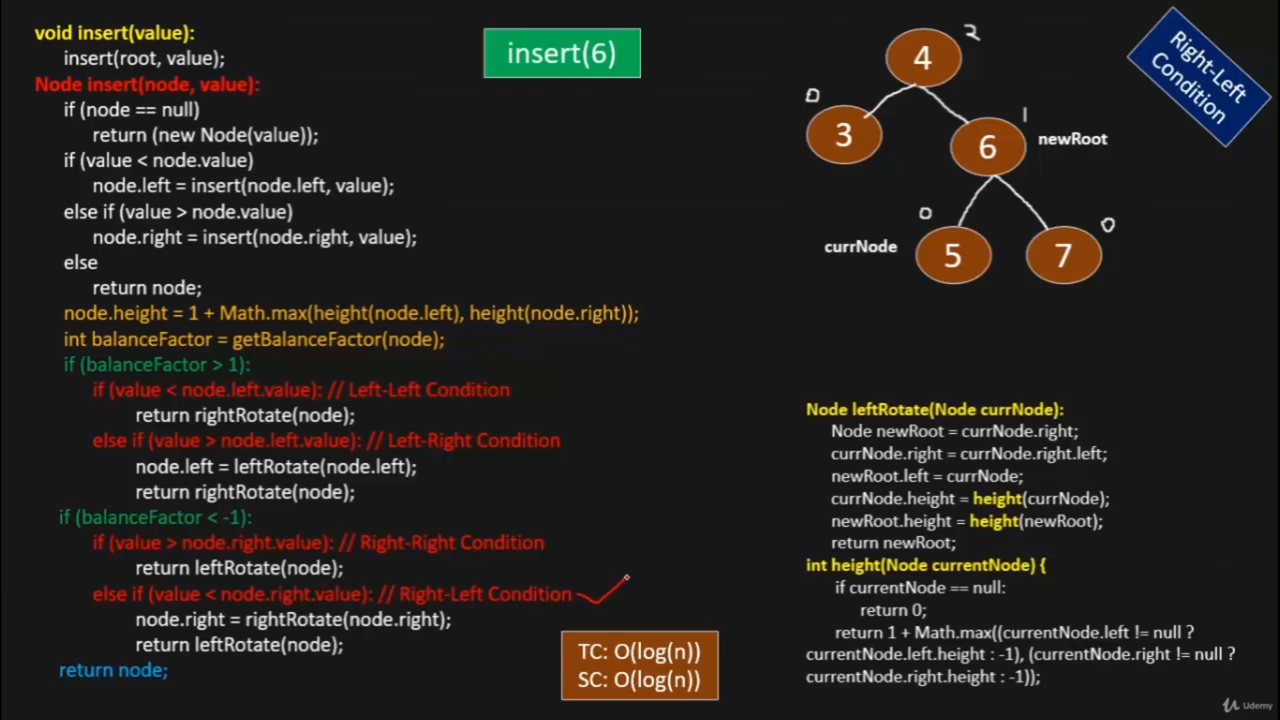 void insert(value):
insert(root, value);
Node insert(node, value):
if (node == null)
return (new Node(value));
if (value < node.value)
node.left = insert(node.left, value);
else if (value > node.value)
node.right = insert(node.right, value);
else
return node;
node.height = 1 + Math.max(height(node.left), height(node.right));
int balanceFactor = getBalanceFactor(node);
if (balanceFactor > 1):
if (value < node.left.value): // Left-Left Condition
return rightRotate(node);
else if (value > node.left.value): // Left-Right Condition
node.left = leftRotate(node.left);
return rightRotate(node);
if (balanceFactor < -1):
if (value > node.right.value): // Right-Right Condition
return leftRotate(node);
else if (value < node.right.value): // Right-Left Condition
node.right = rightRotate(node.right);
return leftRotate(node);
return node;
insert(6)
TC: O(log(n))
SC: O(log(n))
4
2
3
0
6
1
newRoot
currNode
5
0
7
0
Right-Left
Condition
Node leftRotate(Node currNode):
Node newRoot = currNode.right;
currNode.right = currNode.right.left;
newRoot.left = currNode;
currNode.height = height(currNode);
newRoot.height = height(newRoot);
return newRoot;
int height(Node currentNode) {
if currentNode == null:
return 0;
return 1 + Math.max((currentNode.left != null ?
currentNode.left.height : -1), (currentNode.right != null ?
currentNode.right.height : -1));
Udemy